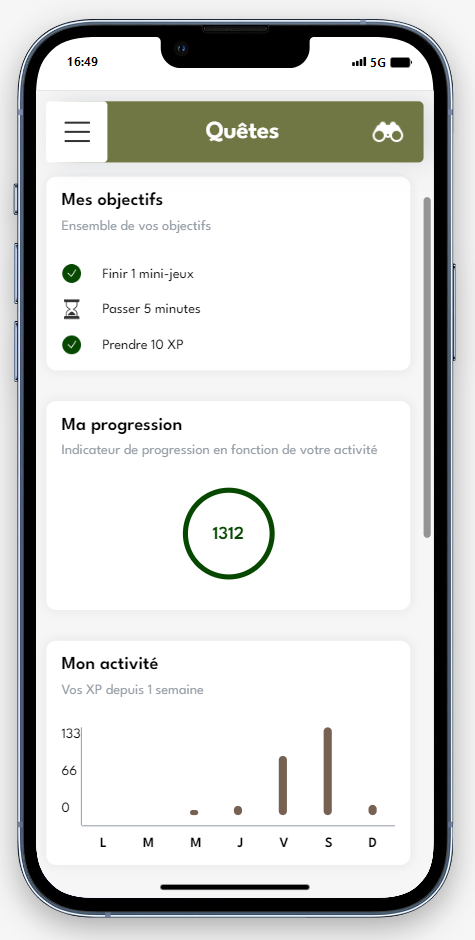 16:49
5G
Quêtes
Mes objectifs
Ensemble de vos objectifs
Finir 1 mini-jeux
Passer 5 minutes
Prendre 10 XP
Ma progression
Indicateur de progression en fonction de votre activité
1312
Mon activité
Vos XP depuis 1 semaine
133
66
0
L M M J V S D